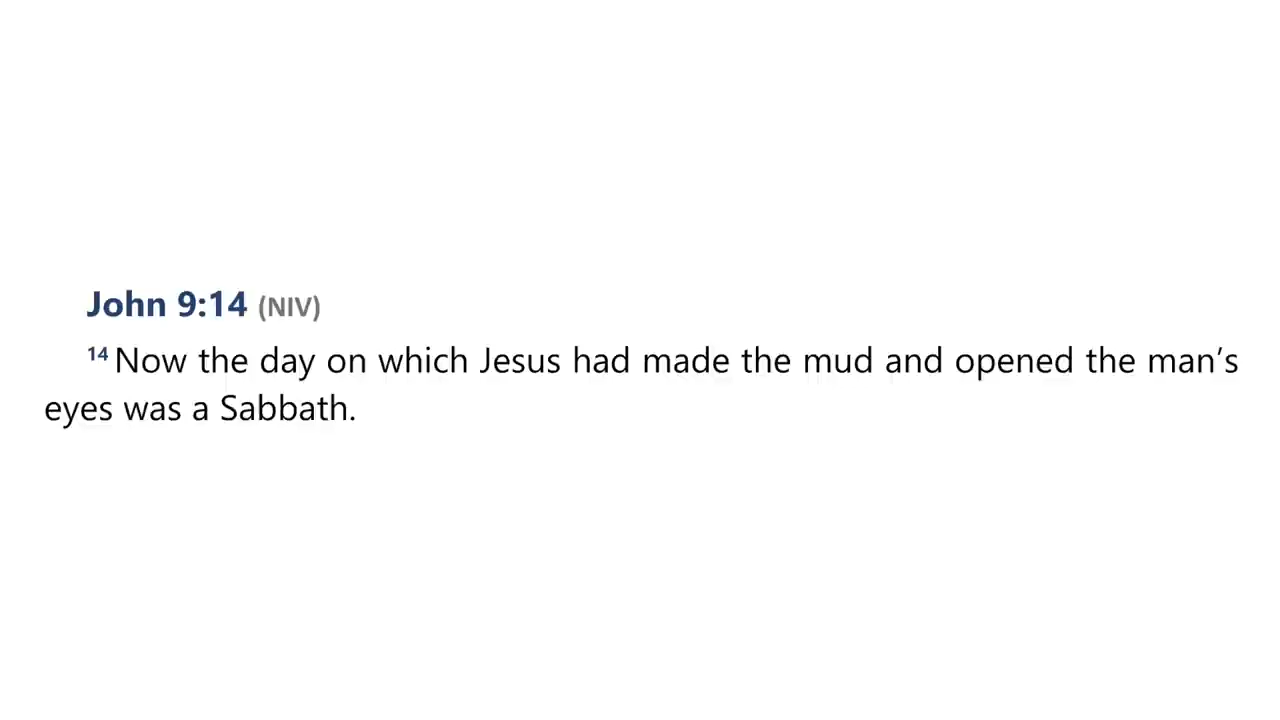 John 9:14 (NIV)
14 Now the day on which Jesus had made the mud and opened the man’s
eyes was a Sabbath.